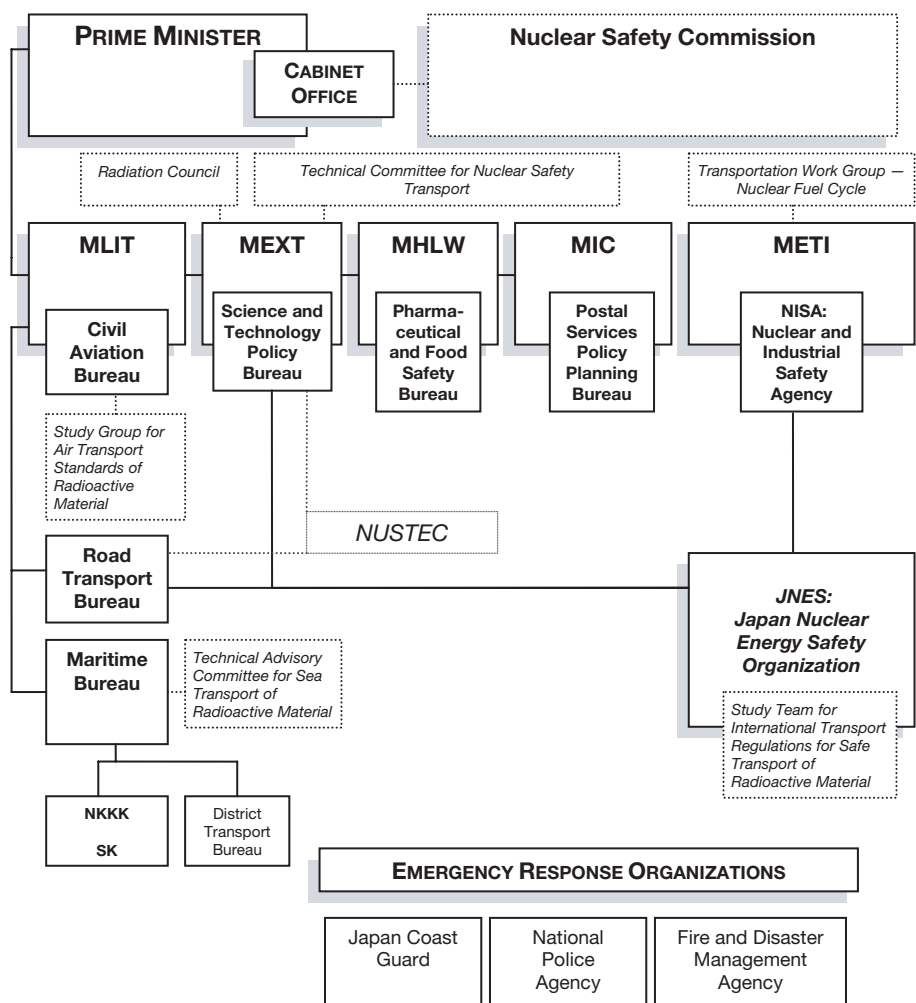 PRIME MINISTER
CABINET
OFFICE
Nuclear Safety Commission
Radiation Council
Technical Committee for Nuclear Safety
Transport
Transportation Work Group —
Nuclear Fuel Cycle
MLIT
MEXT
MHLW
MIC
METI
Civil
Aviation
Bureau
Science and
Technology
Policy
Bureau
Pharma-
ceutical
and Food
Safety
Bureau
Postal
Services
Policy
Planning
Bureau
NISA:
Nuclear and
Industrial
Safety
Agency
Study Group for
Air Transport
Standards of
Radioactive
Material
NUSTEC
Road
Transport
Bureau
JNES:
Japan Nuclear
Energy Safety
Organization
Maritime
Bureau
Technical Advisory
Committee for Sea
Transport of
Radioactive Material
Study Team for
International Transport
Regulations for Safe
Transport of
Radioactive Material
NKKK
SK
District
Transport
Bureau
EMERGENCY RESPONSE ORGANIZATIONS
Japan Coast
Guard
National
Police
Agency
Fire and Disaster
Management
Agency